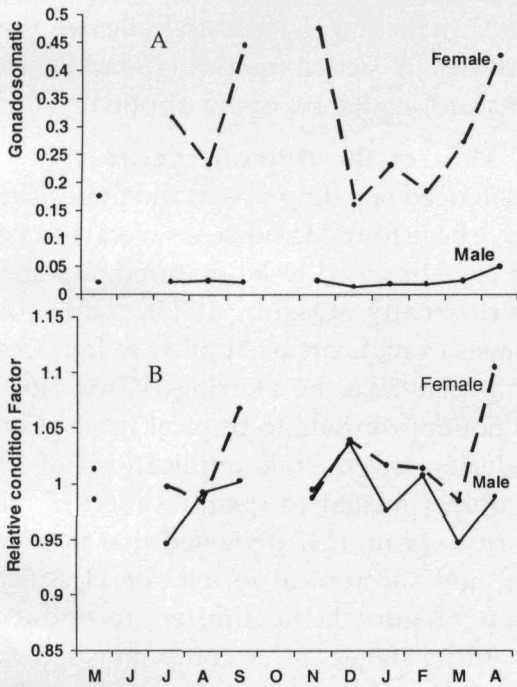 0.5
A
0.45
Female
0.4
0.35
0.3
0.25
0.2
0.15
0.1
Male
0.05
0
Gonadosomatic
1.15
B
1.1
Female
1.05
1
Male
0.95
0.9
0.85
Relative condition Factor
M J J A S O N D J F M A